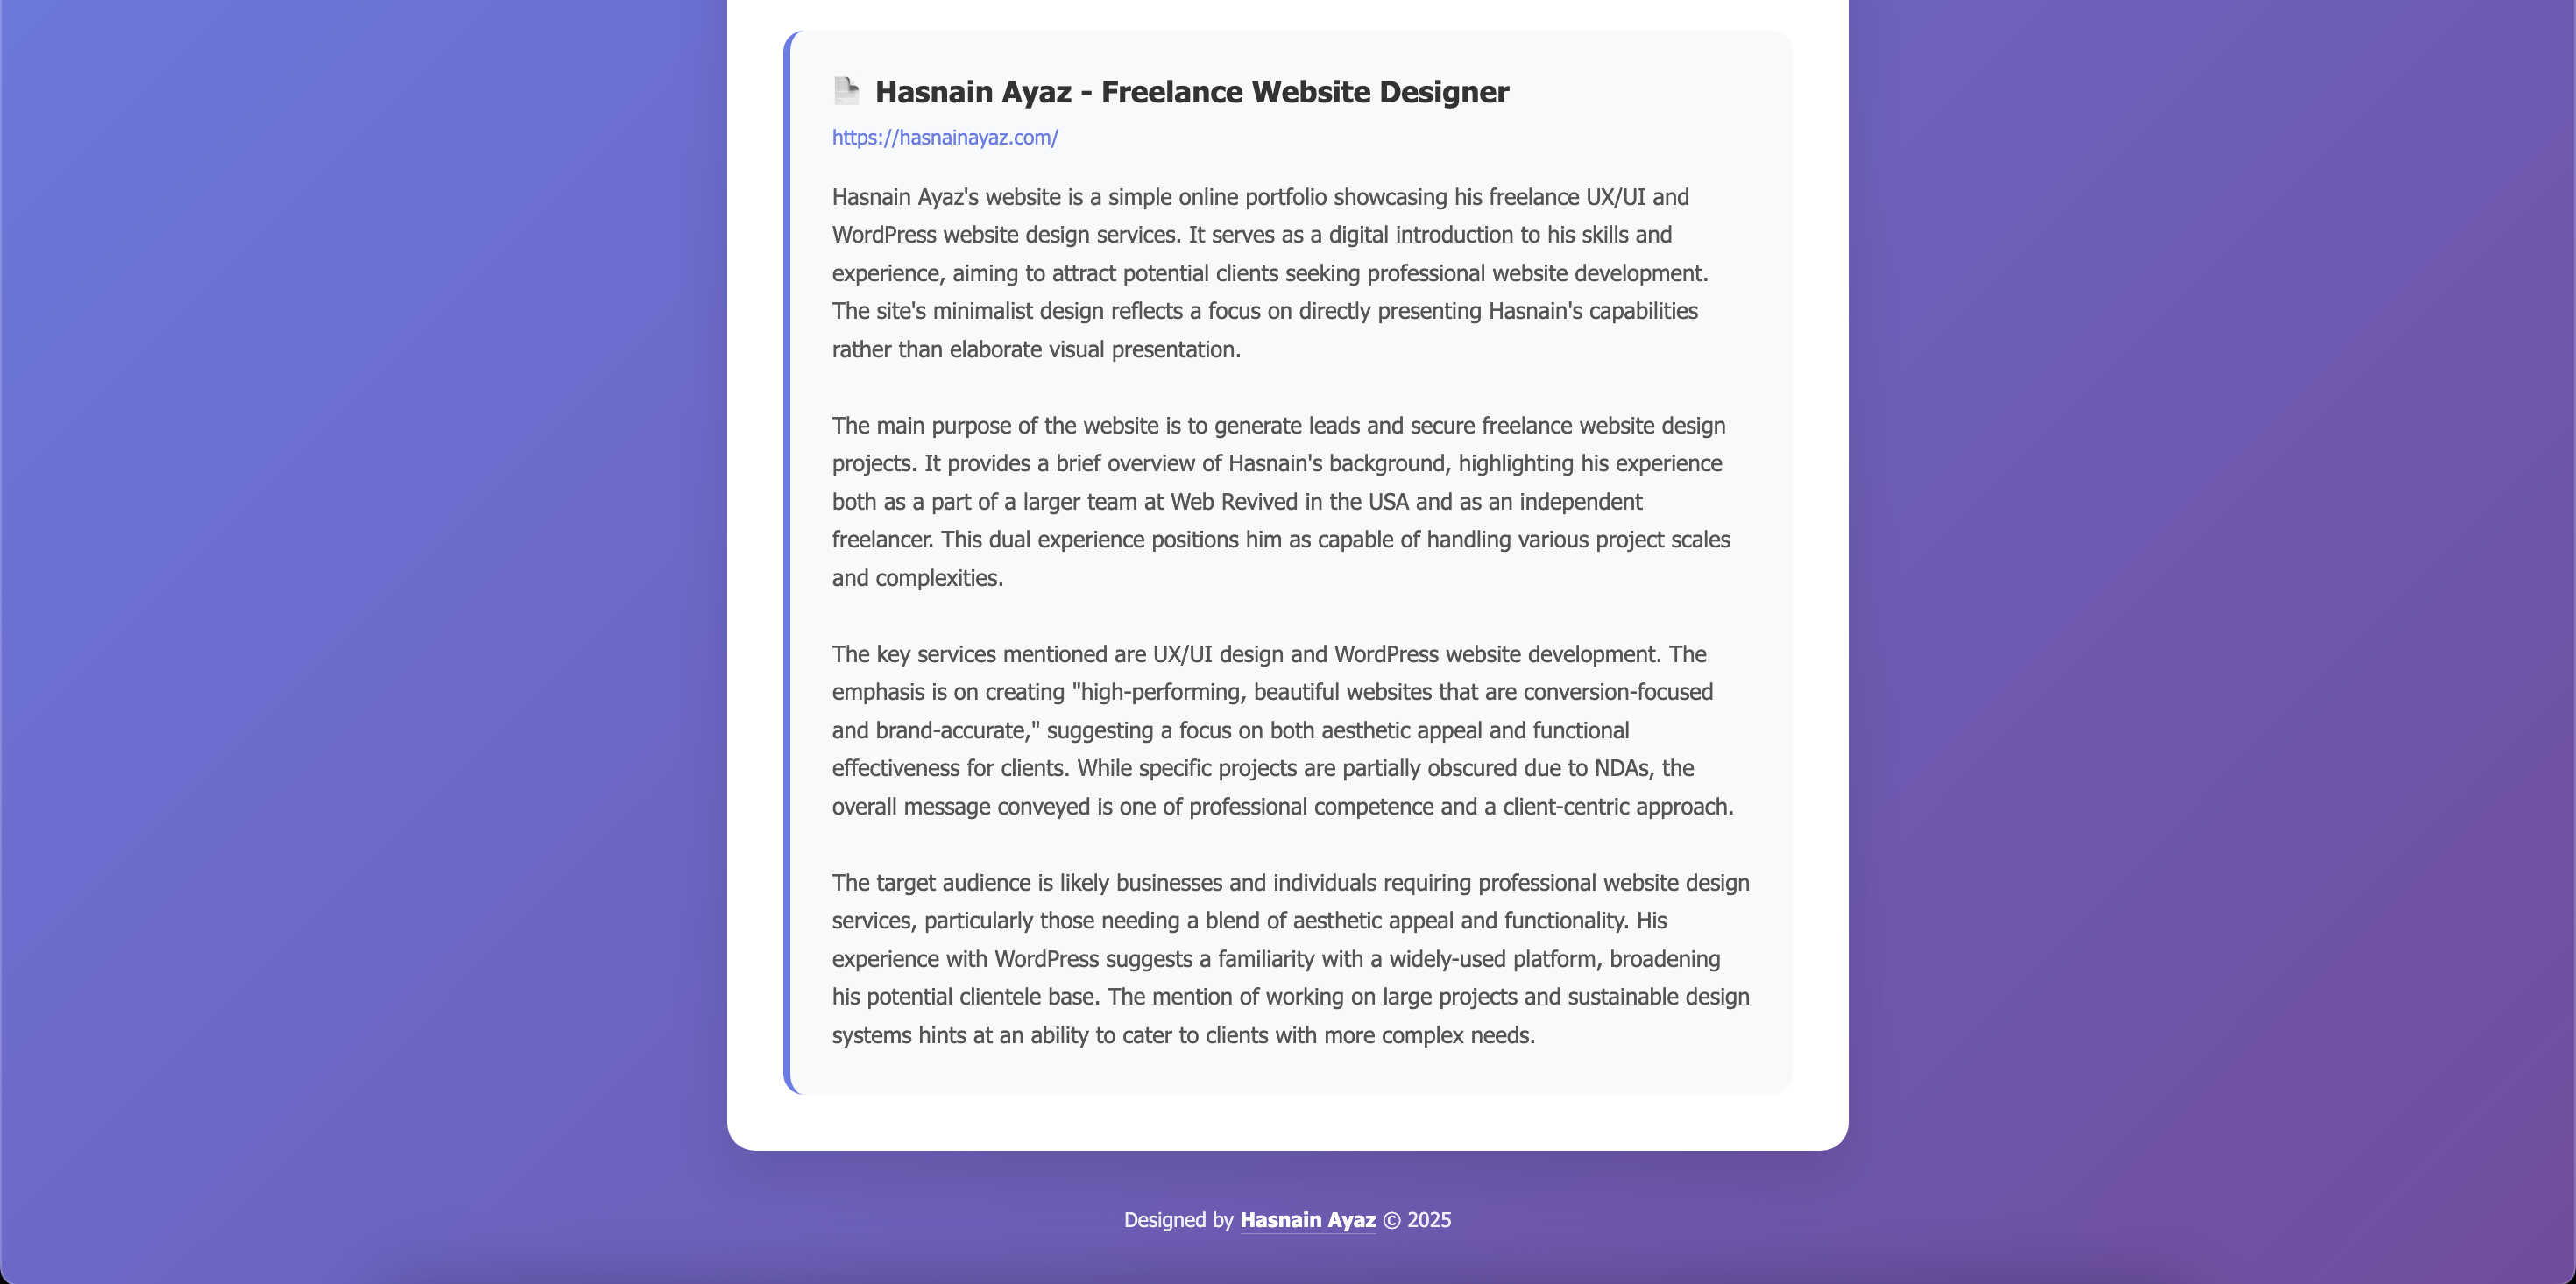 Hasnain Ayaz - Freelance Website Designer
https://hasnainayaz.com/
Hasnain Ayaz's website is a simple online portfolio showcasing his freelance UX/UI and
WordPress website design services. It serves as a digital introduction to his skills and
experience, aiming to attract potential clients seeking professional website development.
The site's minimalist design reflects a focus on directly presenting Hasnain's capabilities
rather than elaborate visual presentation.
The main purpose of the website is to generate leads and secure freelance website design
projects. It provides a brief overview of Hasnain's background, highlighting his experience
both as a part of a larger team at Web Revived in the USA and as an independent
freelancer. This dual experience positions him as capable of handling various project scales
and complexities.
The key services mentioned are UX/UI design and WordPress website development. The
emphasis is on creating "high-performing, beautiful websites that are conversion-focused
and brand-accurate," suggesting a focus on both aesthetic appeal and functional
effectiveness for clients. While specific projects are partially obscured due to NDAs, the
overall message conveyed is one of professional competence and a client-centric approach.
The target audience is likely businesses and individuals requiring professional website design
services, particularly those needing a blend of aesthetic appeal and functionality. His
experience with WordPress suggests a familiarity with a widely-used platform, broadening
his potential clientele base. The mention of working on large projects and sustainable design
systems hints at an ability to cater to clients with more complex needs.
Designed by Hasnain Ayaz © 2025